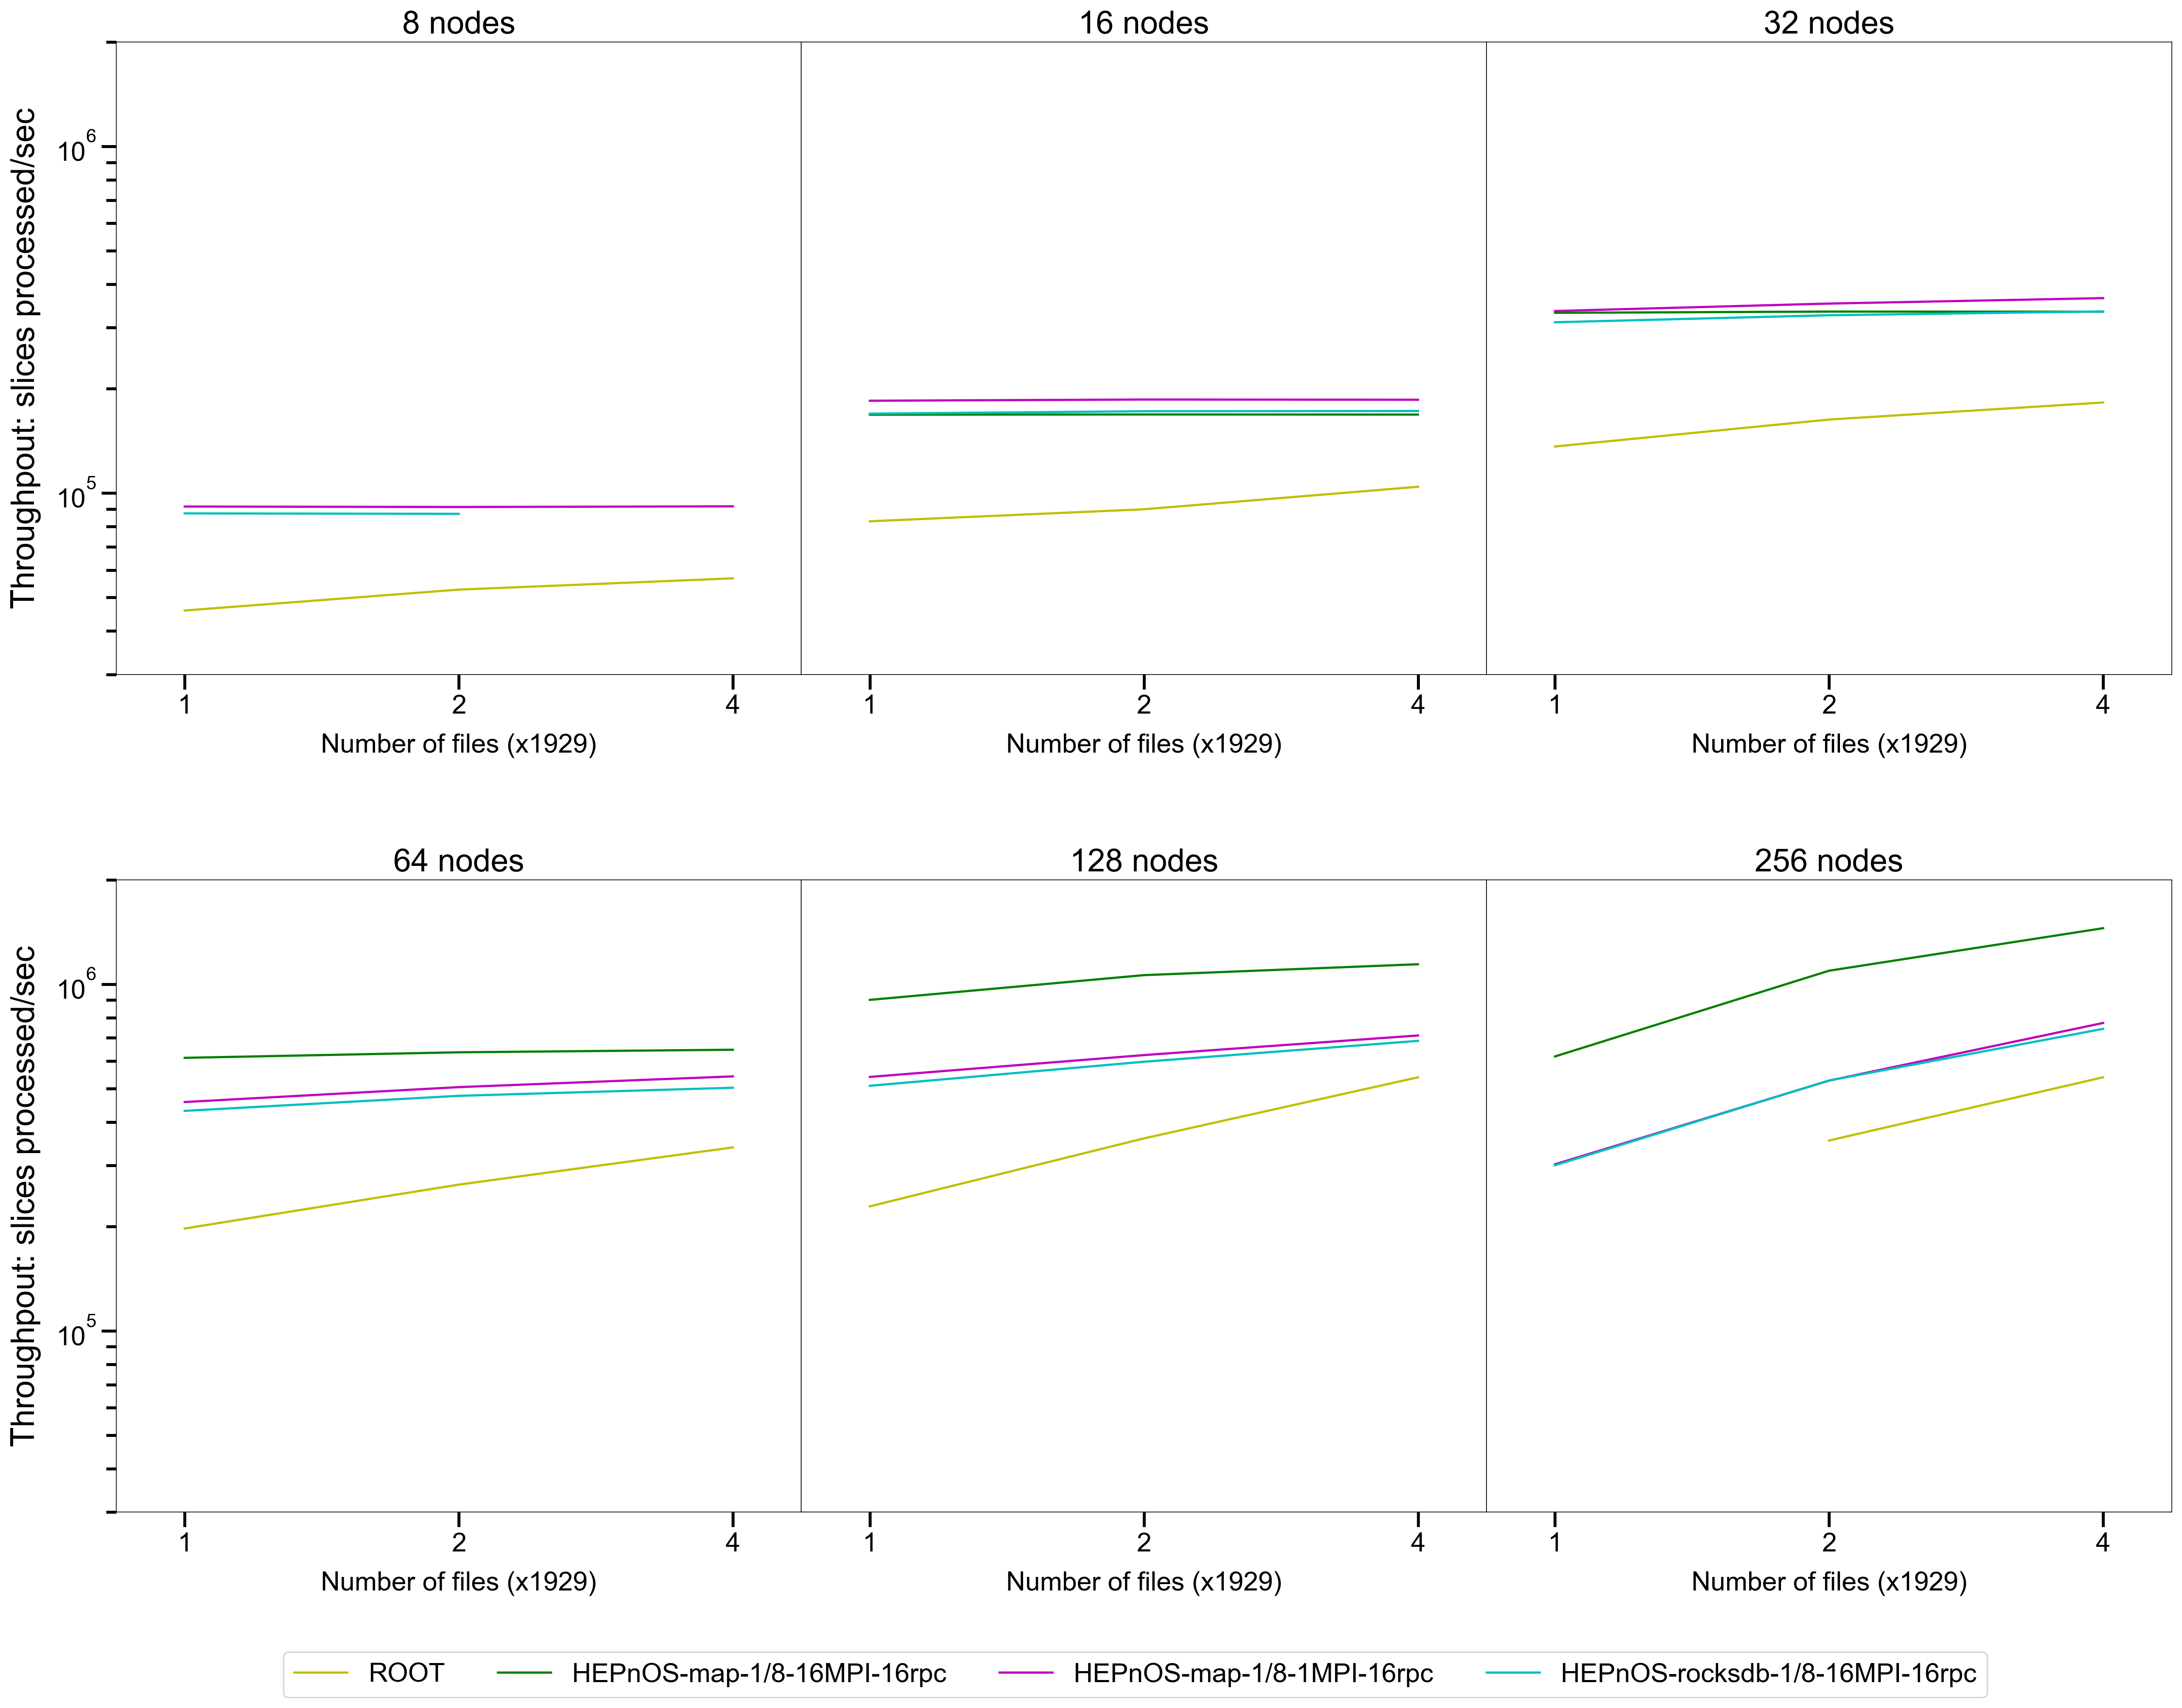 8 nodes
16 nodes
32 nodes
Throughpout: slices processed/sec
10^6
10^5
1 2 4
1 2 4
1 2 4
Number of files (x1929)
Number of files (x1929)
Number of files (x1929)
64 nodes
128 nodes
256 nodes
Throughpout: slices processed/sec
10^6
10^5
1 2 4
1 2 4
1 2 4
Number of files (x1929)
Number of files (x1929)
Number of files (x1929)
ROOT
HEPnOS-map-1/8-16MPI-16rpc
HEPnOS-map-1/8-1MPI-16rpc
HEPnOS-rocksdb-1/8-16MPI-16rpc